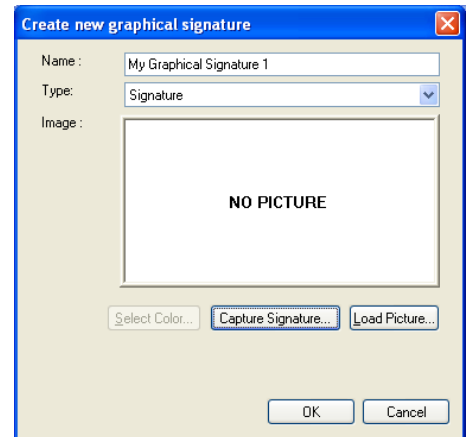 Create new graphical signature
Name : My Graphical Signature 1
Type: Signature
Image :
NO PICTURE
Select Color... Capture Signature... Load Picture...
OK Cancel